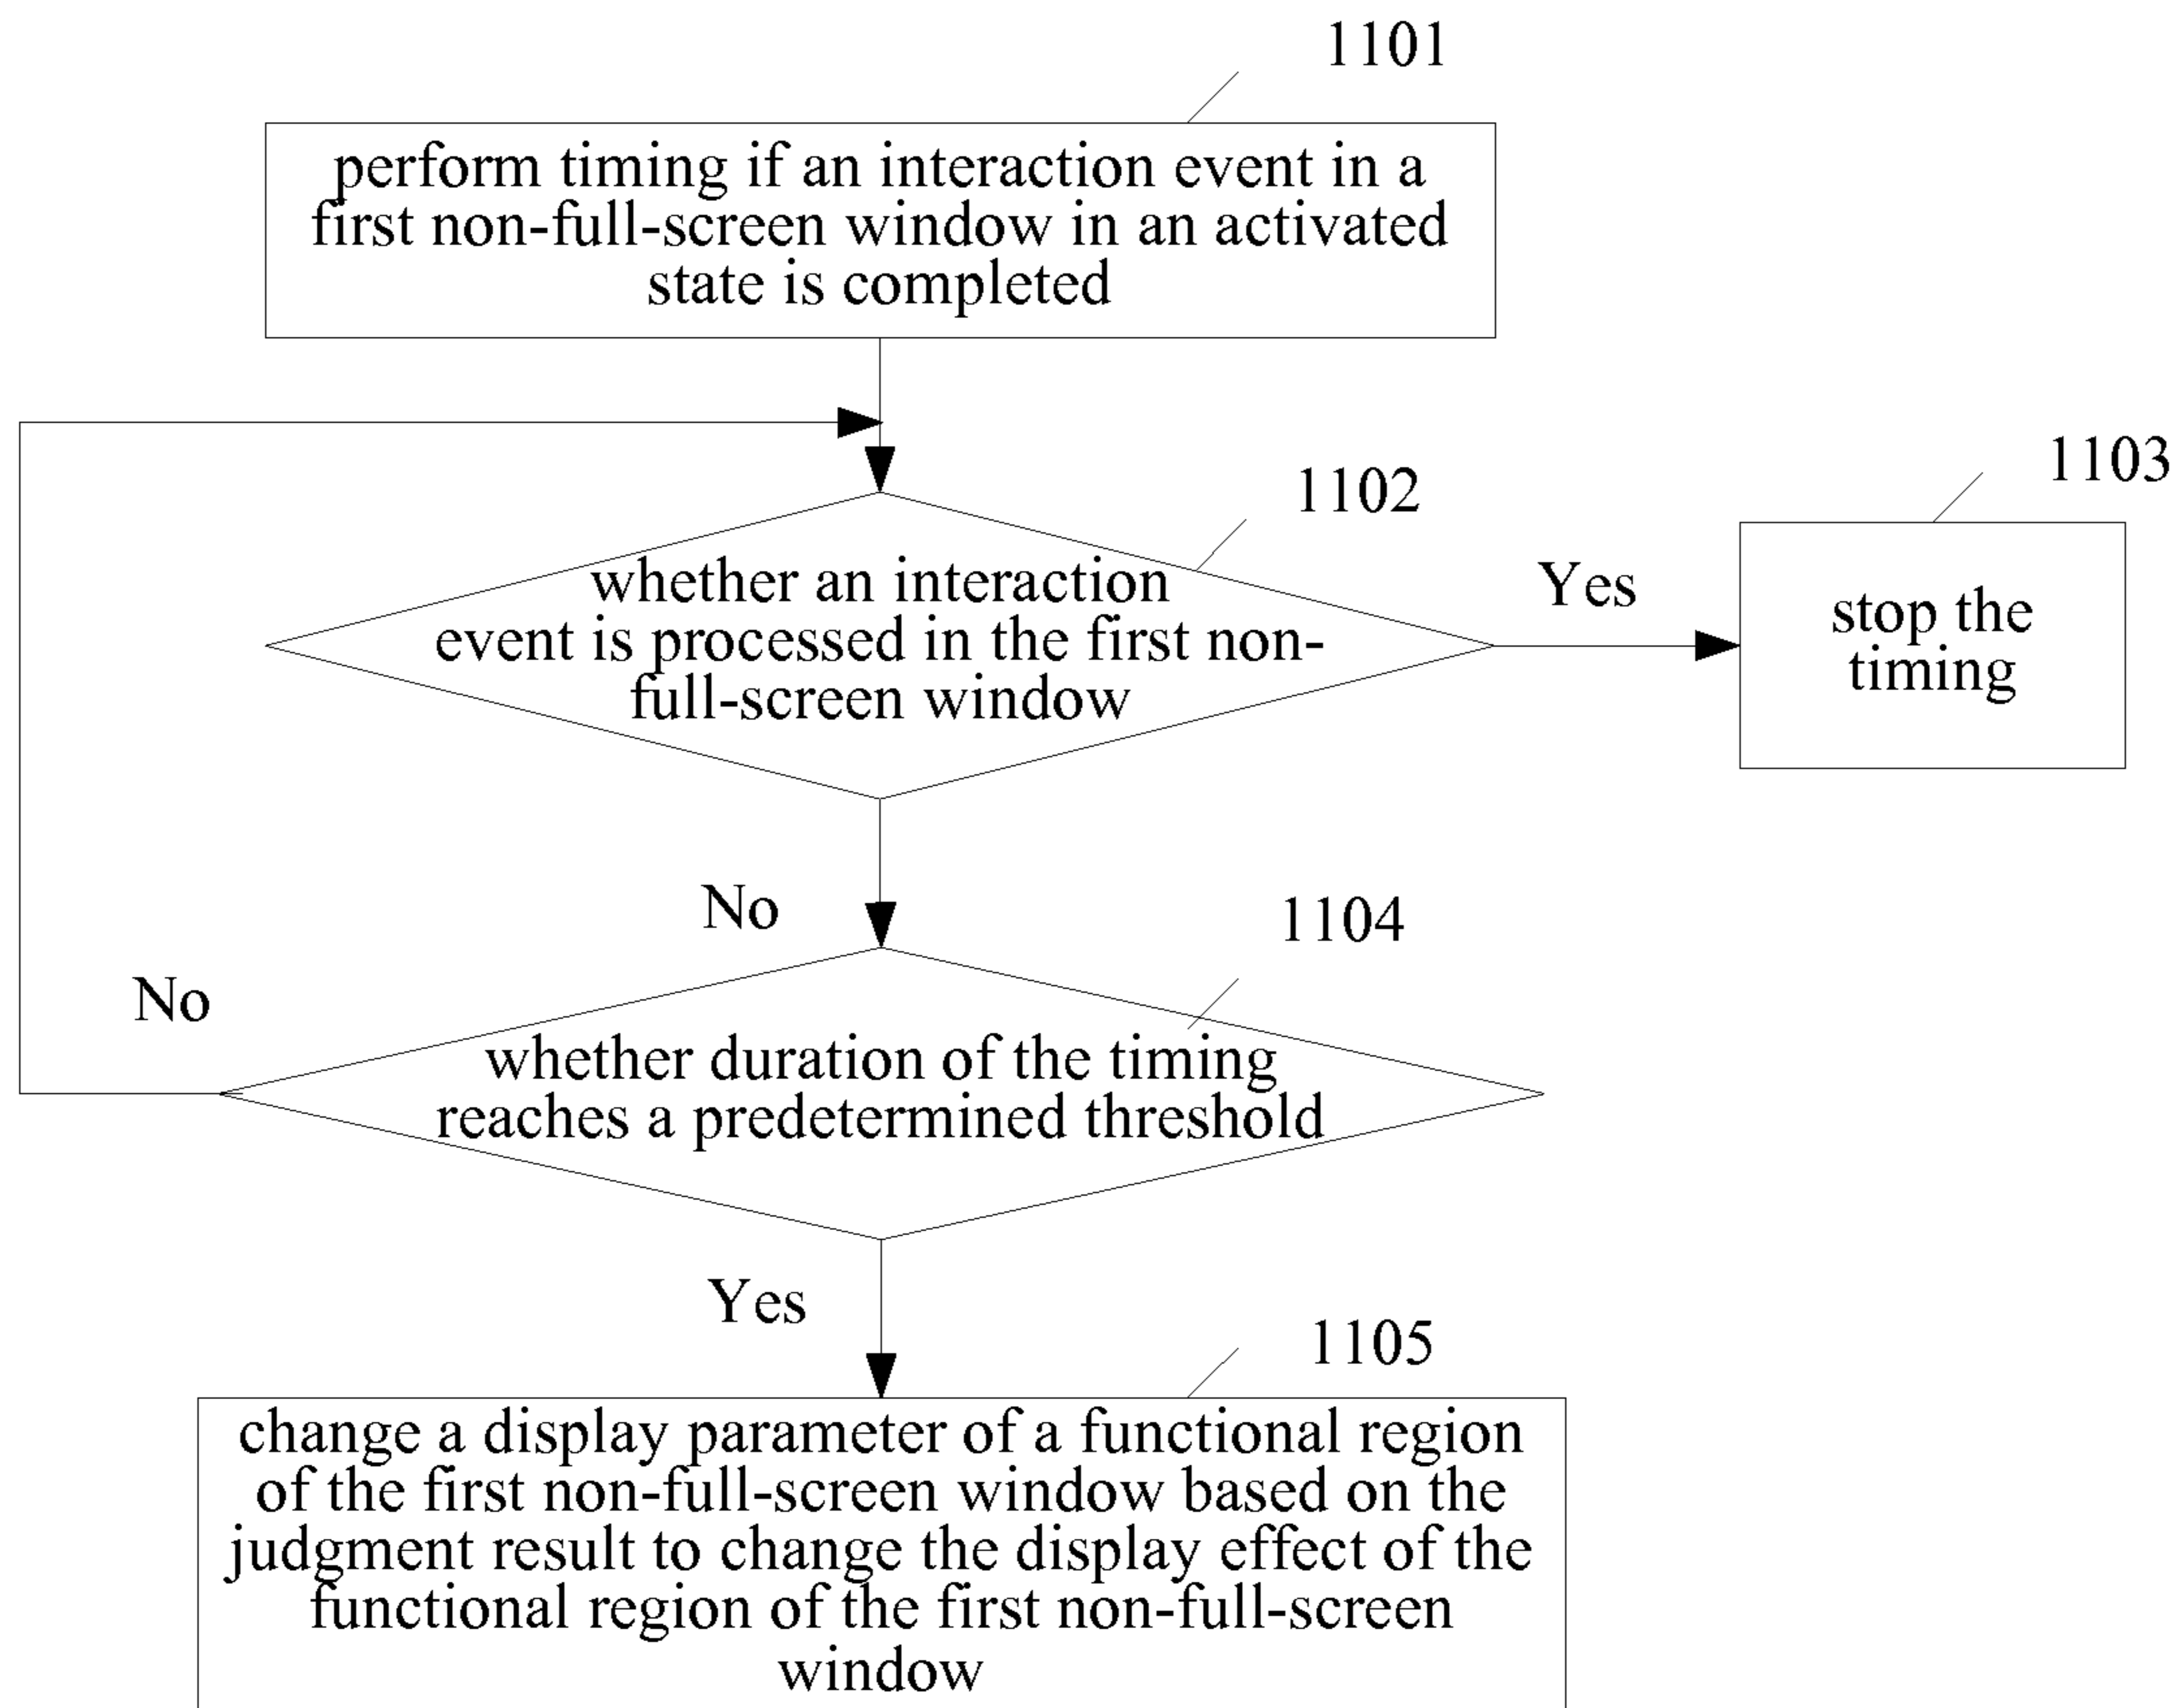 1101
perform timing if an interaction event in a
first non-full-screen window in an activated
state is completed
1102
whether an interaction
event is processed in the first non-
full-screen window
Yes
1103
stop the
timing
No
1104
No
whether duration of the timing
reaches a predetermined threshold
Yes
1105
change a display parameter of a functional region
of the first non-full-screen window based on the
judgment result to change the display effect of the
functional region of the first non-full-screen
window